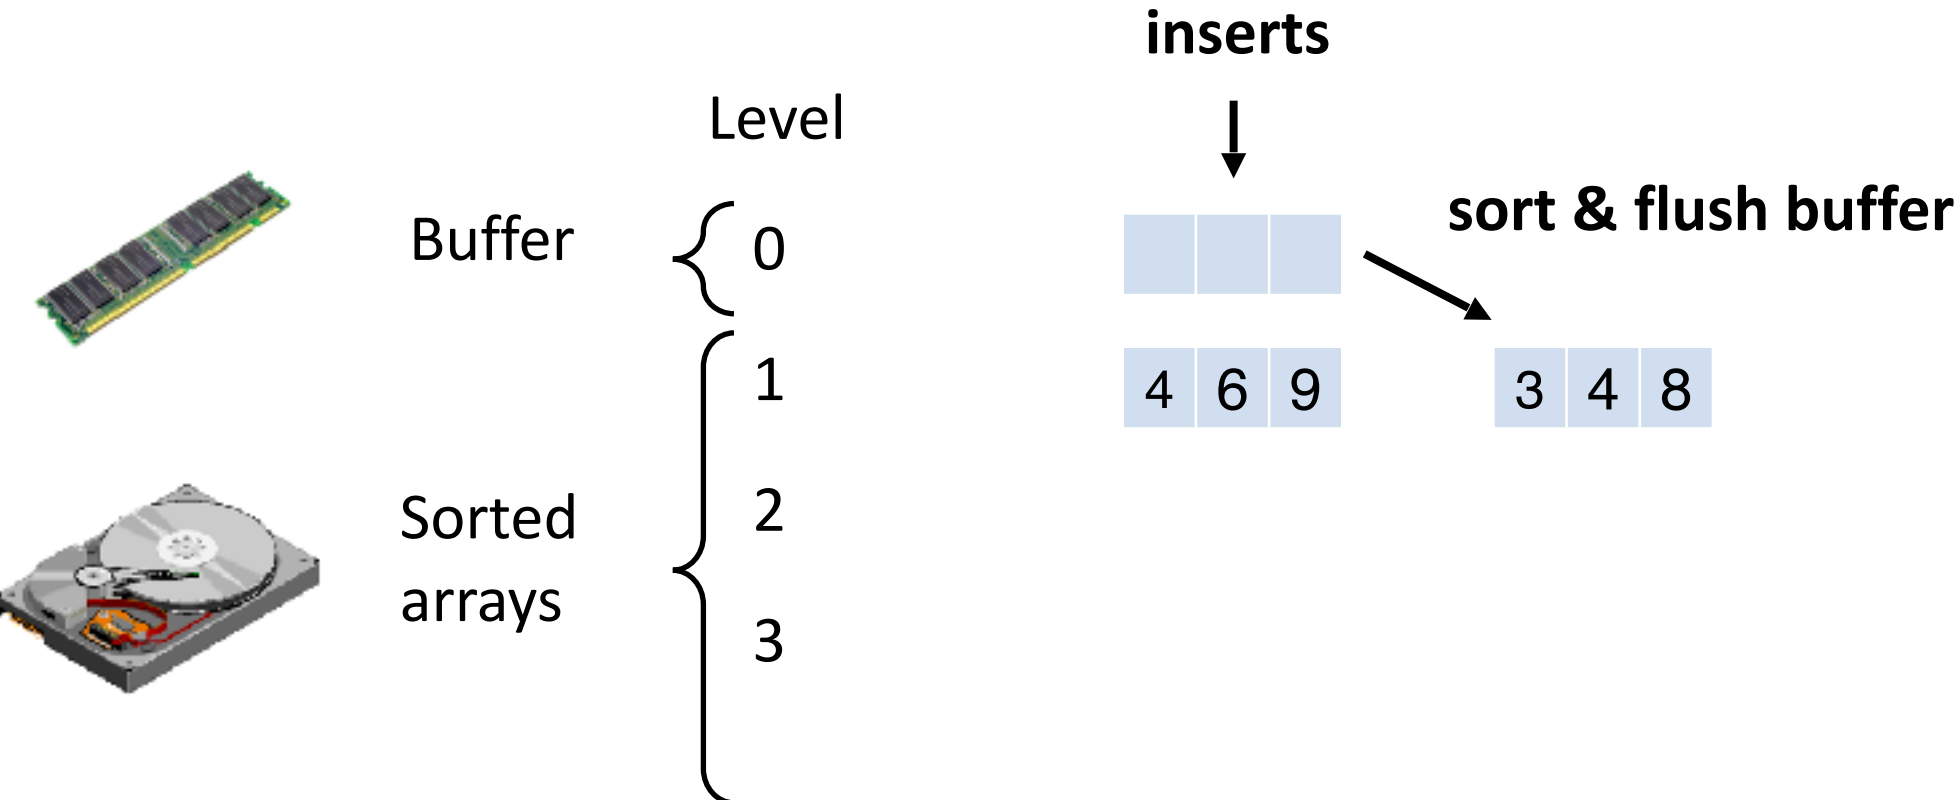 inserts
Level
sort & flush buffer
Buffer
0
1
4 6 9
3 4 8
2
Sorted
arrays
3